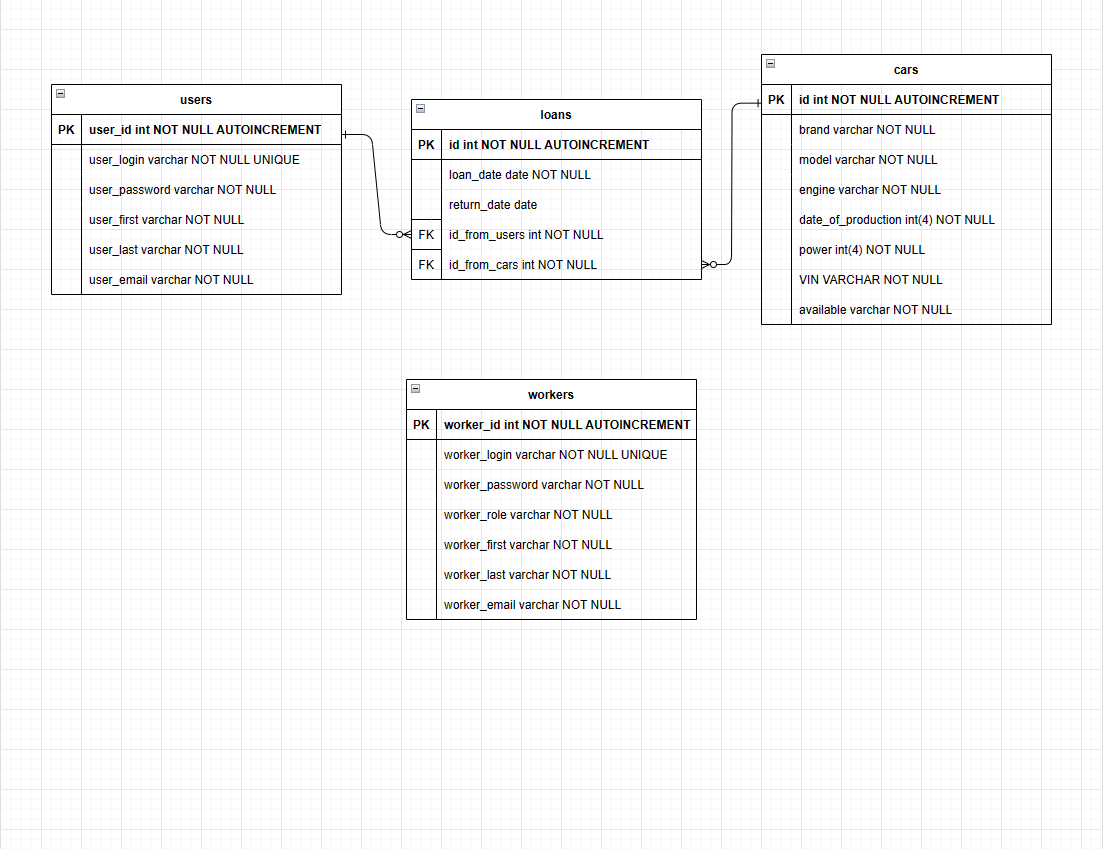 users
PK user_id int NOT NULL AUTOINCREMENT
user_login varchar NOT NULL UNIQUE
user_password varchar NOT NULL
user_first varchar NOT NULL
user_last varchar NOT NULL
user_email varchar NOT NULL
loans
PK id int NOT NULL AUTOINCREMENT
loan_date date NOT NULL
return_date date
FK id_from_users int NOT NULL
FK id_from_cars int NOT NULL
cars
PK id int NOT NULL AUTOINCREMENT
brand varchar NOT NULL
model varchar NOT NULL
engine varchar NOT NULL
date_of_production int(4) NOT NULL
power int(4) NOT NULL
VIN VARCHAR NOT NULL
available varchar NOT NULL
workers
PK worker_id int NOT NULL AUTOINCREMENT
worker_login varchar NOT NULL UNIQUE
worker_password varchar NOT NULL
worker_role varchar NOT NULL
worker_first varchar NOT NULL
worker_last varchar NOT NULL
worker_email varchar NOT NULL